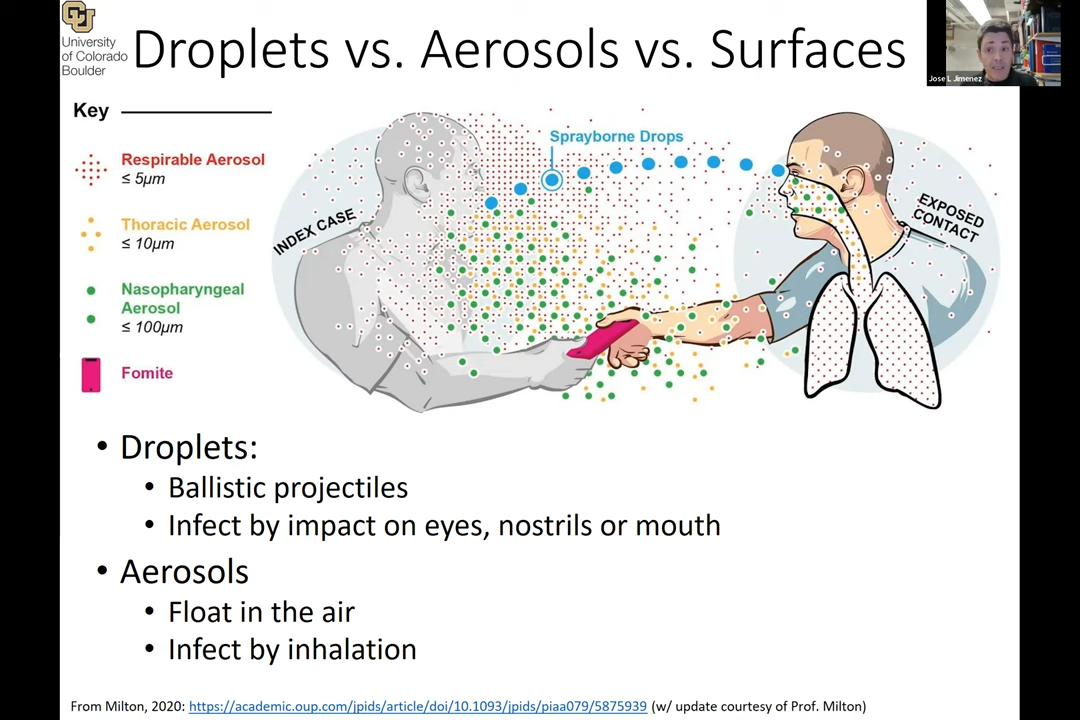 University
of Colorado
Boulder
Droplets vs. Aerosols vs. Surfaces
Jose L Jimenez
Key
Respirable Aerosol
≤ 5µm
Thoracic Aerosol
≤ 10µm
Nasopharyngeal
Aerosol
≤ 100µm
Fomite
INDEX CASE
Sprayborne Drops
EXPOSED
CONTACT
• Droplets:
• Ballistic projectiles
• Infect by impact on eyes, nostrils or mouth
• Aerosols
• Float in the air
• Infect by inhalation
From Milton, 2020: https://academic.oup.com/jpids/article/doi/10.1093/jpids/piaa079/5875939 (w/ update courtesy of Prof. Milton)